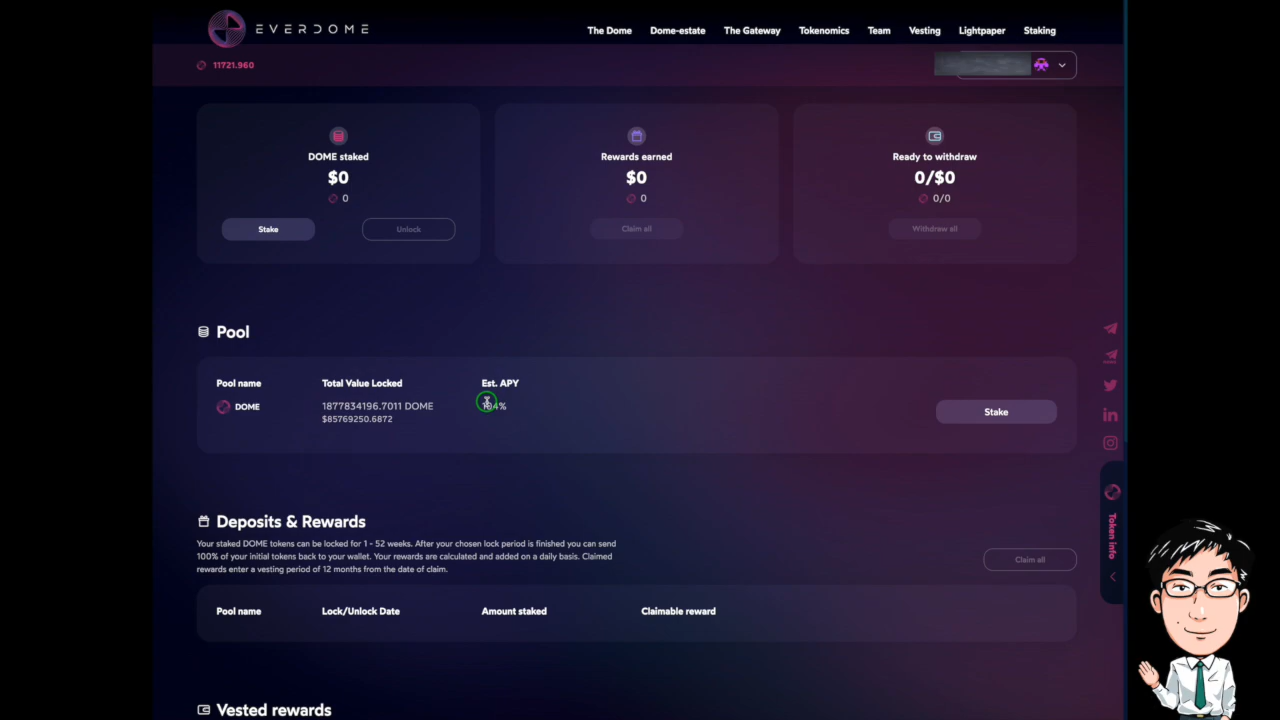 EVERDOME
The Dome Dome-estate The Gateway Tokenomics Team Vesting Lightpaper Staking
11721.960
DOME staked
$0
0
Stake Unlock
Rewards earned
$0
0
Claim all
Ready to withdraw
0/$0
0/0
Withdraw all
Pool
Pool name Total Value Locked Est. APY
DOME 1877834196.7011 DOME
$85769250.6872
Stake
Deposits & Rewards
Your staked DOME tokens can be locked for 1 - 52 weeks. After your chosen lock period is finished you can send
100% of your initial tokens back to your wallet. Your rewards are calculated and added on a daily basis. Claimed
rewards enter a vesting period of 12 months from the date of claim.
Claim all
Pool name Lock/Unlock Date Amount staked Claimable reward
Vested rewards
Token info